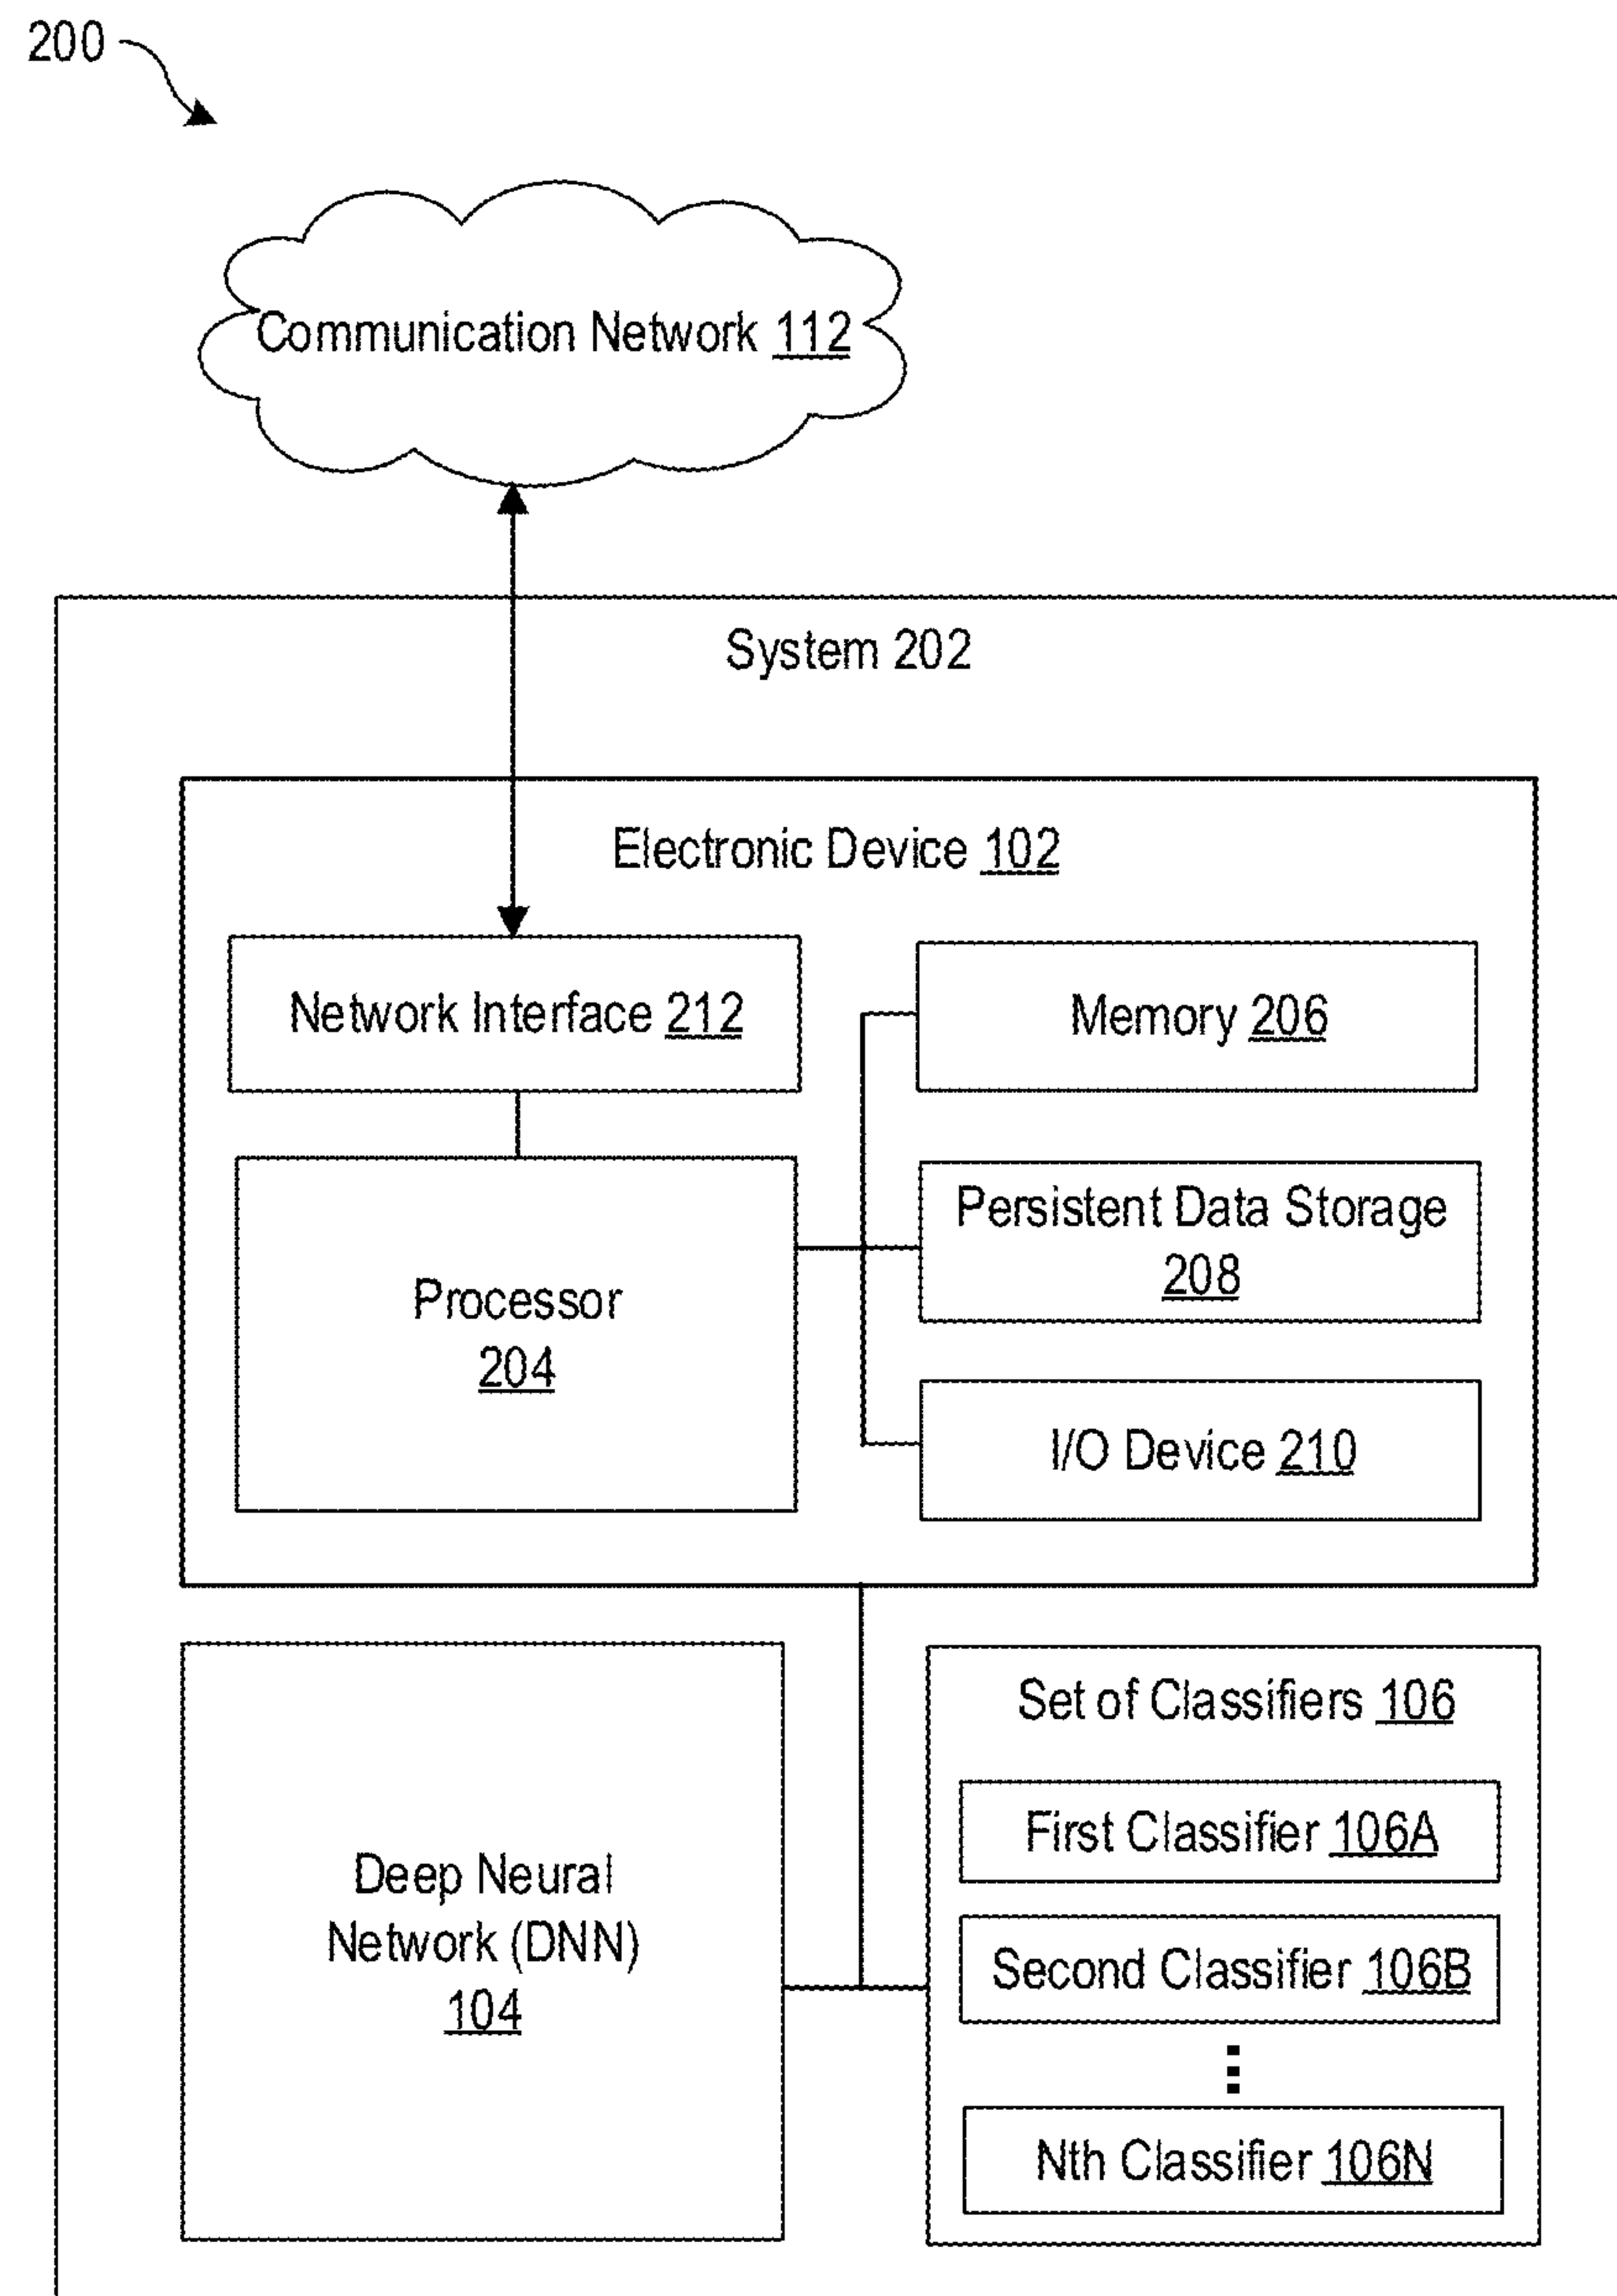 200
Communication Network 112
System 202
Electronic Device 102
Network Interface 212
Memory 206
Processor
204
Persistent Data Storage
208
I/O Device 210
Deep Neural
Network (DNN)
104
Set of Classifiers 106
First Classifier 106A
Second Classifier 106B
⋮
Nth Classifier 106N